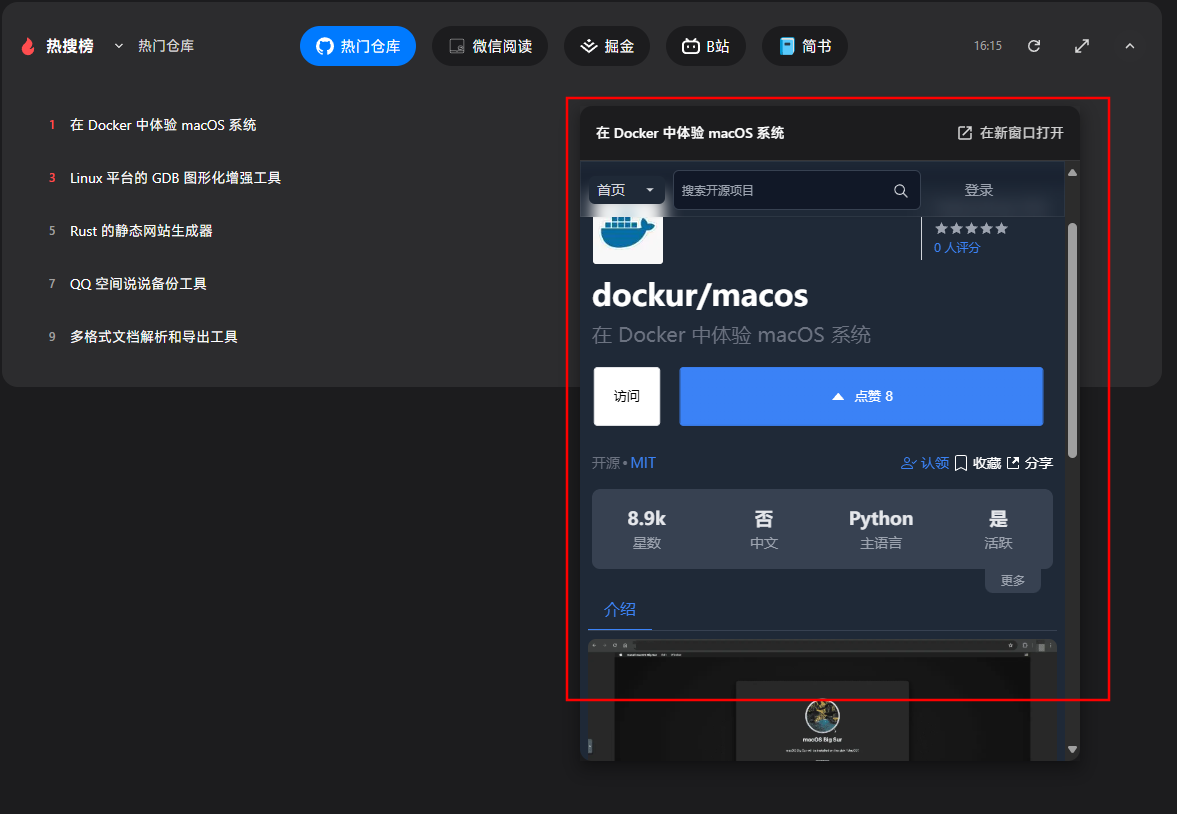 热搜榜 热门仓库 热门仓库 微信阅读 掘金 B站 简书 16:15
1 在 Docker 中体验 macOS 系统
3 Linux 平台的 GDB 图形化增强工具
5 Rust 的静态网站生成器
7 QQ 空间说说备份工具
9 多格式文档解析和导出工具
在 Docker 中体验 macOS 系统 在新窗口打开
首页 搜索开源项目 登录
0 人评分
dockur/macos
在 Docker 中体验 macOS 系统
访问 点赞 8
开源 • MIT 认领 收藏 分享
8.9k 否 Python 是
星数 中文 主语言 活跃
更多
介绍
macOS Big Sur